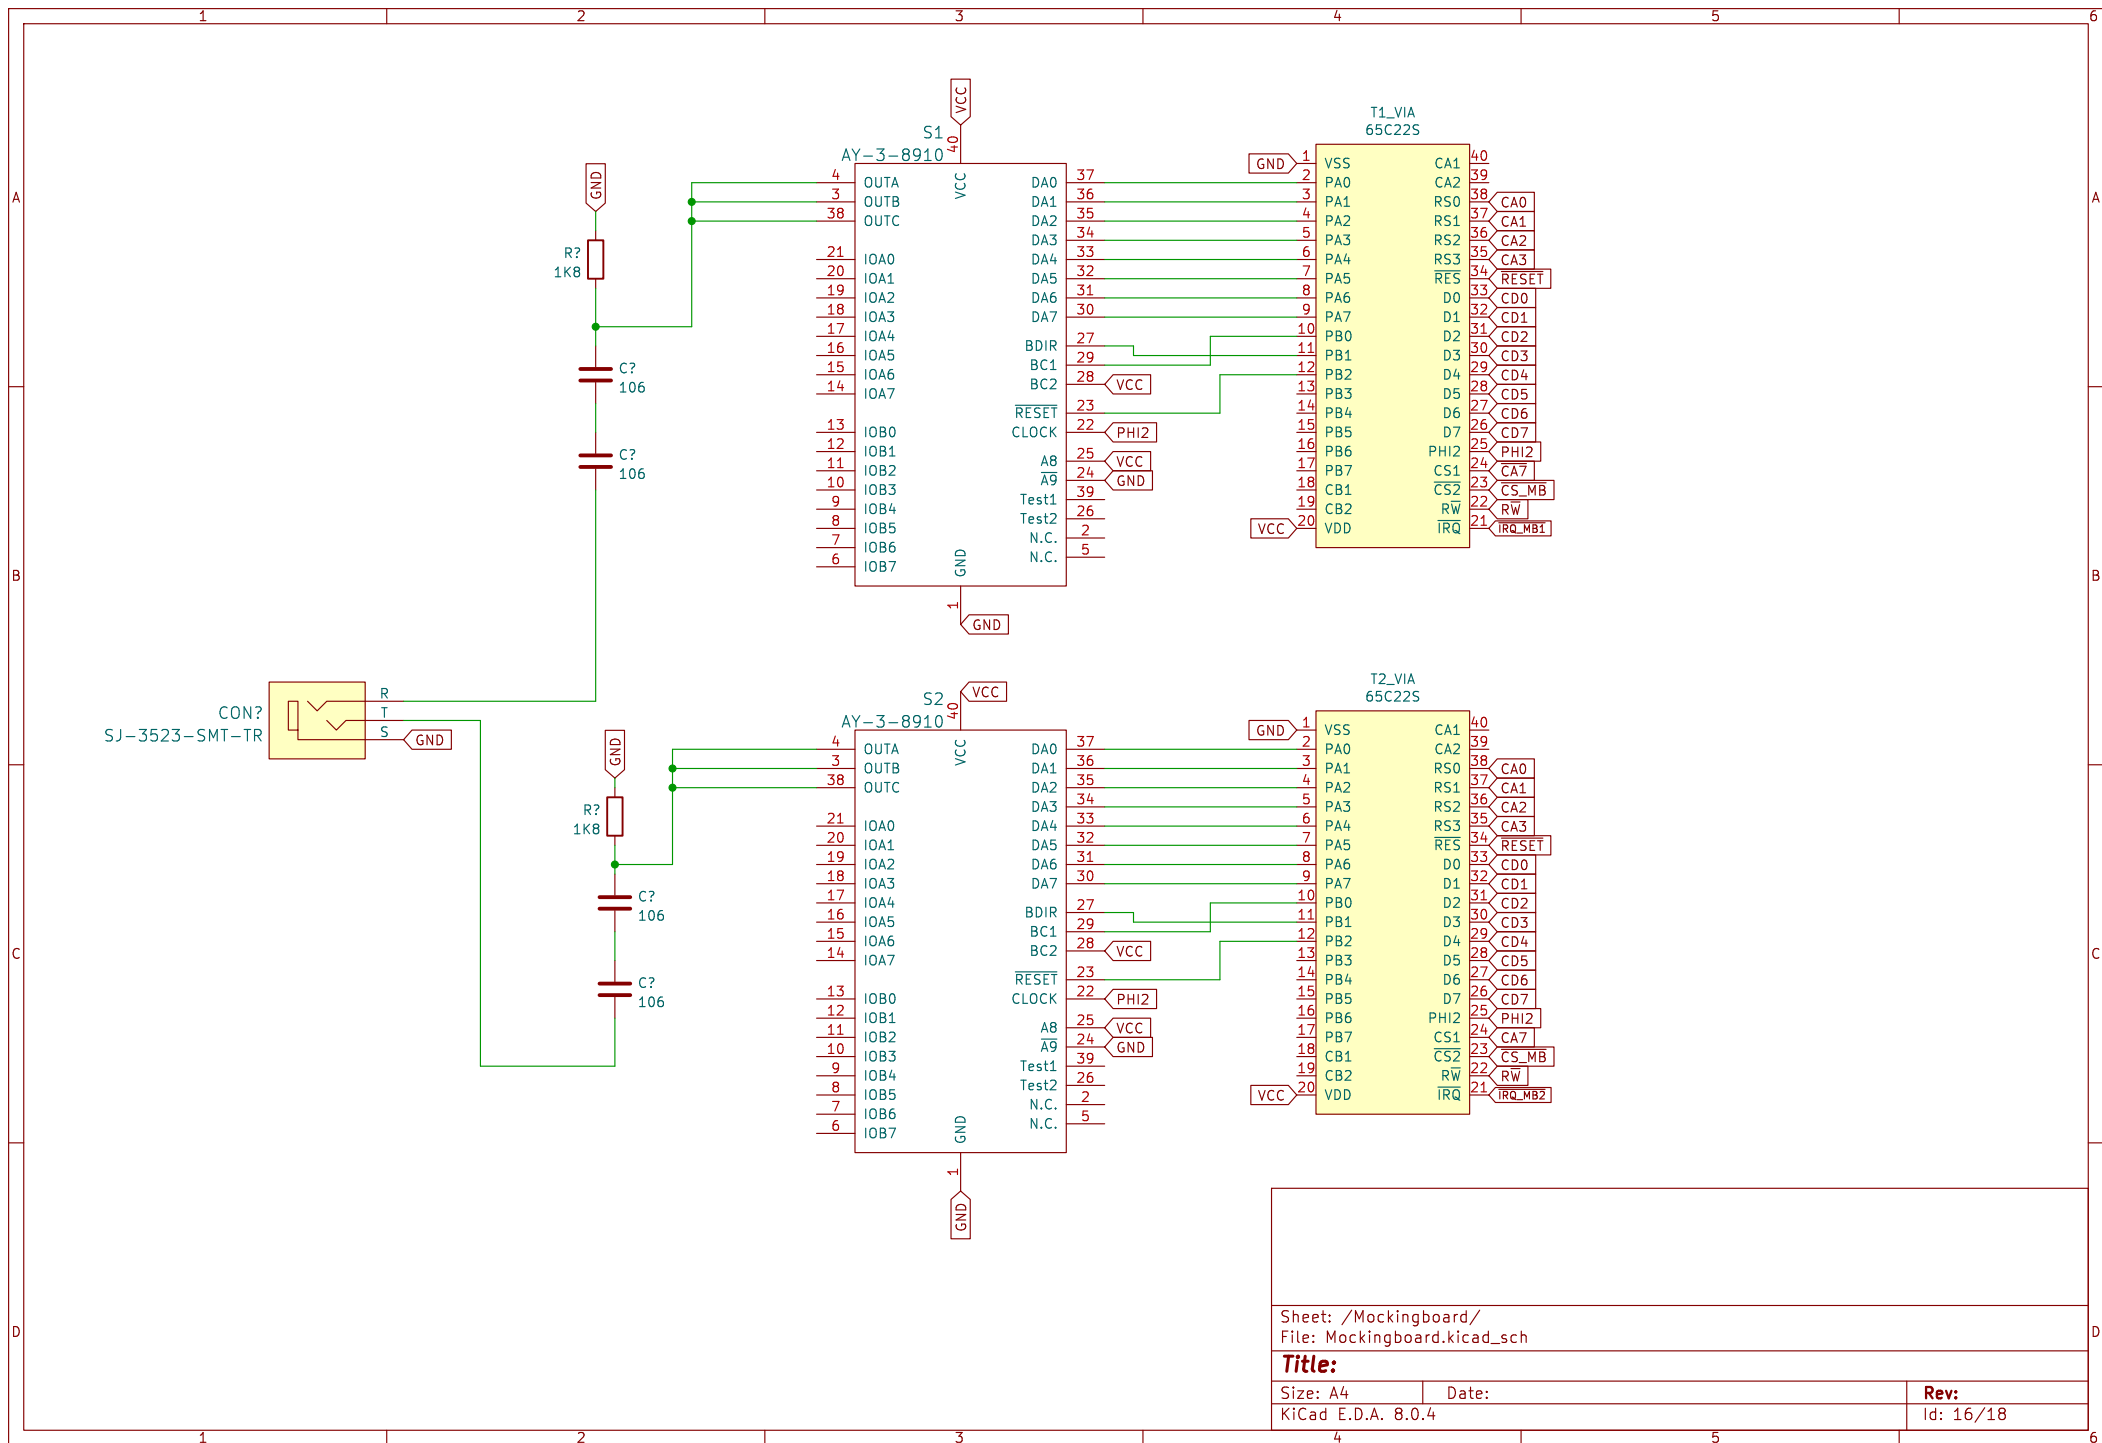 1 2 3 4 5 6
A A
B B
C C
D D
1 2 3 4 5 6
VCC
40
S1
AY-3-8910
VCC
4 OUTA
3 OUTB
38 OUTC
21 IOA0
20 IOA1
19 IOA2
18 IOA3
17 IOA4
16 IOA5
15 IOA6
14 IOA7
13 IOB0
12 IOB1
11 IOB2
10 IOB3
9 IOB4
8 IOB5
7 IOB6
6 IOB7
DA0 37
DA1 36
DA2 35
DA3 34
DA4 33
DA5 32
DA6 31
DA7 30
BDIR 27
BC1 29
BC2 28 VCC
RESET 23
CLOCK 22 PHI2
A8 25 VCC
A9 24 GND
Test1 39
Test2 26
N.C. 2
N.C. 5
GND
1
GND
T1_VIA
65C22S
GND 1 VSS
2 PA0
3 PA1
4 PA2
5 PA3
6 PA4
7 PA5
8 PA6
9 PA7
10 PB0
11 PB1
12 PB2
13 PB3
14 PB4
15 PB5
16 PB6
17 PB7
18 CB1
19 CB2
VCC 20 VDD
CA1 40
CA2 39
RS0 38 CA0
RS1 37 CA1
RS2 36 CA2
RS3 35 CA3
RES 34 RESET
D0 33 CD0
D1 32 CD1
D2 31 CD2
D3 30 CD3
D4 29 CD4
D5 28 CD5
D6 27 CD6
D7 26 CD7
PHI2 25 PHI2
CS1 24 CA7
CS2 23 CS_MB
RW 22 RW
IRQ 21 IRQ_MB1
GND
R?
1K8
C?
106
C?
106
CON?
SJ-3523-SMT-TR
R
T
S GND
GND
R?
1K8
C?
106
C?
106
VCC
40
S2
AY-3-8910
VCC
4 OUTA
3 OUTB
38 OUTC
21 IOA0
20 IOA1
19 IOA2
18 IOA3
17 IOA4
16 IOA5
15 IOA6
14 IOA7
13 IOB0
12 IOB1
11 IOB2
10 IOB3
9 IOB4
8 IOB5
7 IOB6
6 IOB7
DA0 37
DA1 36
DA2 35
DA3 34
DA4 33
DA5 32
DA6 31
DA7 30
BDIR 27
BC1 29
BC2 28 VCC
RESET 23
CLOCK 22 PHI2
A8 25 VCC
A9 24 GND
Test1 39
Test2 26
N.C. 2
N.C. 5
GND
1
GND
T2_VIA
65C22S
GND 1 VSS
2 PA0
3 PA1
4 PA2
5 PA3
6 PA4
7 PA5
8 PA6
9 PA7
10 PB0
11 PB1
12 PB2
13 PB3
14 PB4
15 PB5
16 PB6
17 PB7
18 CB1
19 CB2
VCC 20 VDD
CA1 40
CA2 39
RS0 38 CA0
RS1 37 CA1
RS2 36 CA2
RS3 35 CA3
RES 34 RESET
D0 33 CD0
D1 32 CD1
D2 31 CD2
D3 30 CD3
D4 29 CD4
D5 28 CD5
D6 27 CD6
D7 26 CD7
PHI2 25 PHI2
CS1 24 CA7
CS2 23 CS_MB
RW 22 RW
IRQ 21 IRQ_MB2
Sheet: /Mockingboard/
File: Mockingboard.kicad_sch
Title:
Size: A4 Date: Rev:
KiCad E.D.A. 8.0.4 Id: 16/18